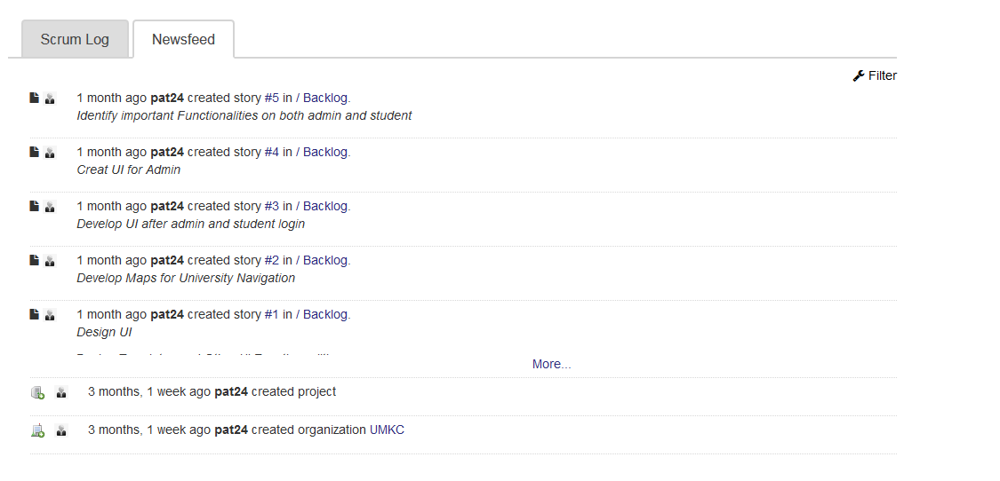 Scrum Log
Newsfeed
Filter
1 month ago pat24 created story #5 in / Backlog.
Identify important Functionalities on both admin and student
1 month ago pat24 created story #4 in / Backlog.
Creat UI for Admin
1 month ago pat24 created story #3 in / Backlog.
Develop UI after admin and student login
1 month ago pat24 created story #2 in / Backlog.
Develop Maps for University Navigation
1 month ago pat24 created story #1 in / Backlog.
Design UI
More...
3 months, 1 week ago pat24 created project
3 months, 1 week ago pat24 created organization UMKC